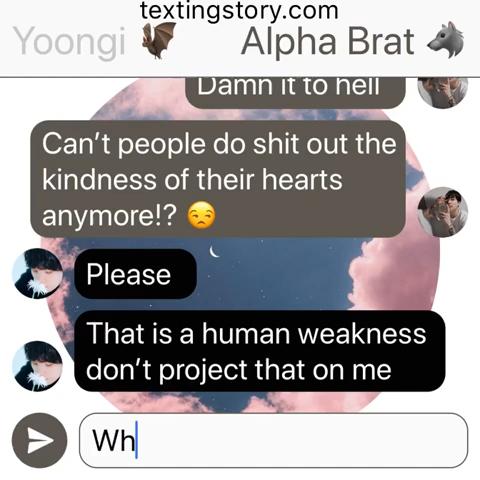 textingstory.com
Yoongi 🦇 Alpha Brat 🐺
Damn it to hell
Can't people do shit out the
kindness of their hearts
anymore!? 😒
Please
That is a human weakness
don't project that on me
Wh